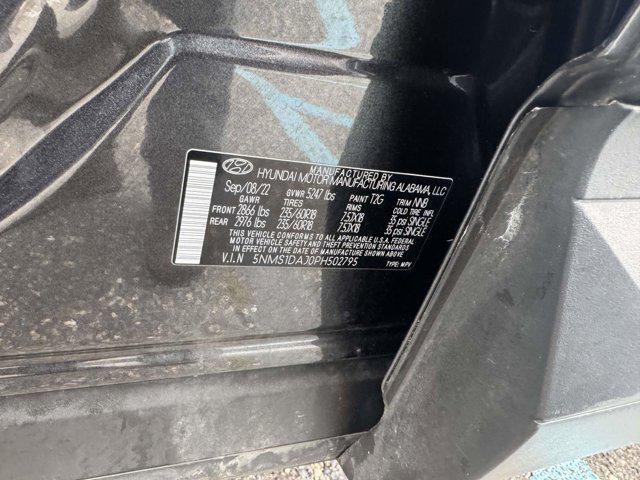 MANUFACTURED BY
HYUNDAI MOTOR MANUFACTURING ALABAMA, LLC
Sep/08/22 GVWR 5247 lbs PAINT T2G TRIM NNB
GAWR TIRES RIMS COLD TIRE INFL
FRONT 2866 lbs 235/60R18 7.5JX18 35 psi SINGLE
REAR 2976 lbs 235/60R18 7.5JX18 35 psi SINGLE
THIS VEHICLE CONFORMS TO ALL APPLICABLE U.S.A. FEDERAL
MOTOR VEHICLE SAFETY STANDARDS AND THEFT PREVENTION STANDARDS
IN EFFECT ON THE DATE OF MANUFACTURE SHOWN ABOVE.
V.I.N 5NMS1DAJ0PH502795 TYPE: MPV